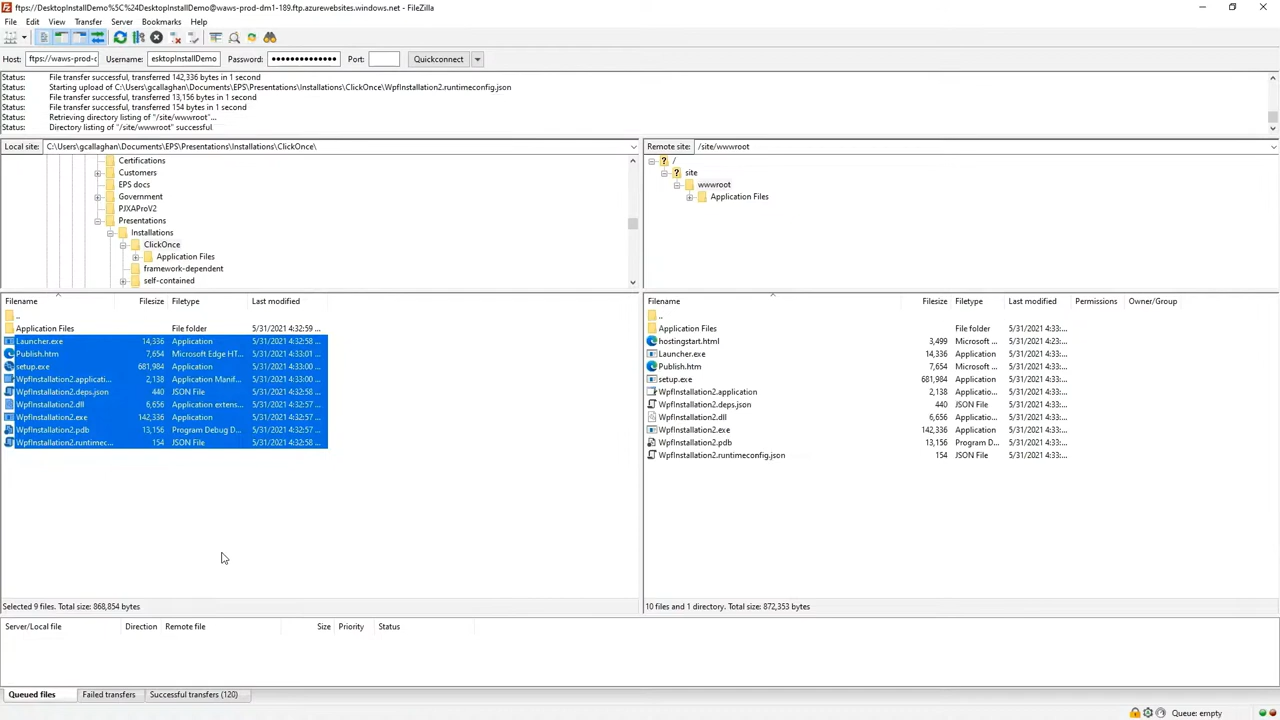 ftps://DesktopInstallDemo%5C%24DesktopInstallDemo@waws-prod-dm1-189.ftp.azurewebsites.windows.net - FileZilla
File Edit View Transfer Server Bookmarks Help
Host: ftps://waws-prod-c Username: esktopInstallDemo Password: ●●●●●●●●●●●●●● Port: Quickconnect
Status: File transfer successful, transferred 142,336 bytes in 1 second
Status: Starting upload of C:\Users\gcallaghan\Documents\EPS\Presentations\Installations\ClickOnce\WpfInstallation2.runtimeconfig.json
Status: File transfer successful, transferred 13,156 bytes in 1 second
Status: File transfer successful, transferred 154 bytes in 1 second
Status: Retrieving directory listing of "/site/wwwroot"...
Status: Directory listing of "/site/wwwroot" successful
Local site: C:\Users\gcallaghan\Documents\EPS\Presentations\Installations\ClickOnce\
Certifications
Customers
EPS docs
Government
PJXAProV2
Presentations
Installations
ClickOnce
Application Files
framework-dependent
self-contained
Remote site: /site/wwwroot
/
site
wwwroot
Application Files
Filename Filesize Filetype Last modified
..
Application Files File folder 5/31/2021 4:32:59 ...
Launcher.exe 14,336 Application 5/31/2021 4:32:58 ...
Publish.htm 7,654 Microsoft Edge HT... 5/31/2021 4:33:01 ...
setup.exe 681,984 Application 5/31/2021 4:33:00 ...
WpfInstallation2.applicati... 2,138 Application Manif... 5/31/2021 4:33:00 ...
WpfInstallation2.deps.json 440 JSON File 5/31/2021 4:32:58 ...
WpfInstallation2.dll 6,656 Application extens... 5/31/2021 4:32:57 ...
WpfInstallation2.exe 142,336 Application 5/31/2021 4:32:57 ...
WpfInstallation2.pdb 13,156 Program Debug D... 5/31/2021 4:32:57 ...
WpfInstallation2.runtimec... 154 JSON File 5/31/2021 4:32:58 ...
Selected 9 files. Total size: 868,854 bytes
Filename Filesize Filetype Last modified Permissions Owner/Group
..
Application Files File folder 5/31/2021 4:33:...
hostingstart.html 3,499 Microsoft ... 5/31/2021 4:33:...
Launcher.exe 14,336 Application 5/31/2021 4:33:...
Publish.htm 7,654 Microsoft ... 5/31/2021 4:33:...
setup.exe 681,984 Application 5/31/2021 4:33:...
WpfInstallation2.application 2,138 Application ... 5/31/2021 4:33:...
WpfInstallation2.deps.json 440 JSON File 5/31/2021 4:33:...
WpfInstallation2.dll 6,656 Application ... 5/31/2021 4:33:...
WpfInstallation2.exe 142,336 Application 5/31/2021 4:33:...
WpfInstallation2.pdb 13,156 Program D... 5/31/2021 4:33:...
WpfInstallation2.runtimeconfig.json 154 JSON File 5/31/2021 4:33:...
10 files and 1 directory. Total size: 872,353 bytes
Server/Local file Direction Remote file Size Priority Status
Queued files Failed transfers Successful transfers (120)
Queue: empty